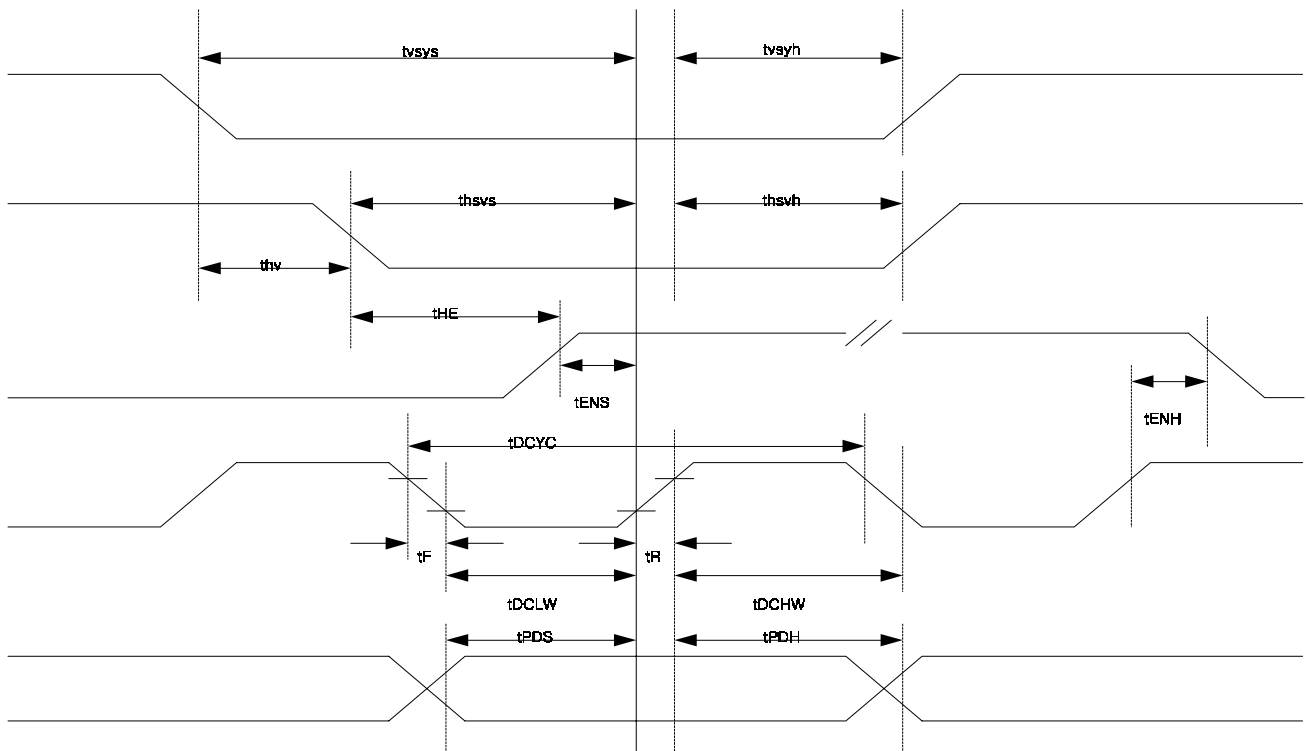 tvsys
tvsyh
thsvs
thsvh
thv
tHE
tENS
tENH
tDCYC
tF
tR
tDCLW
tDCHW
tPDS
tPDH